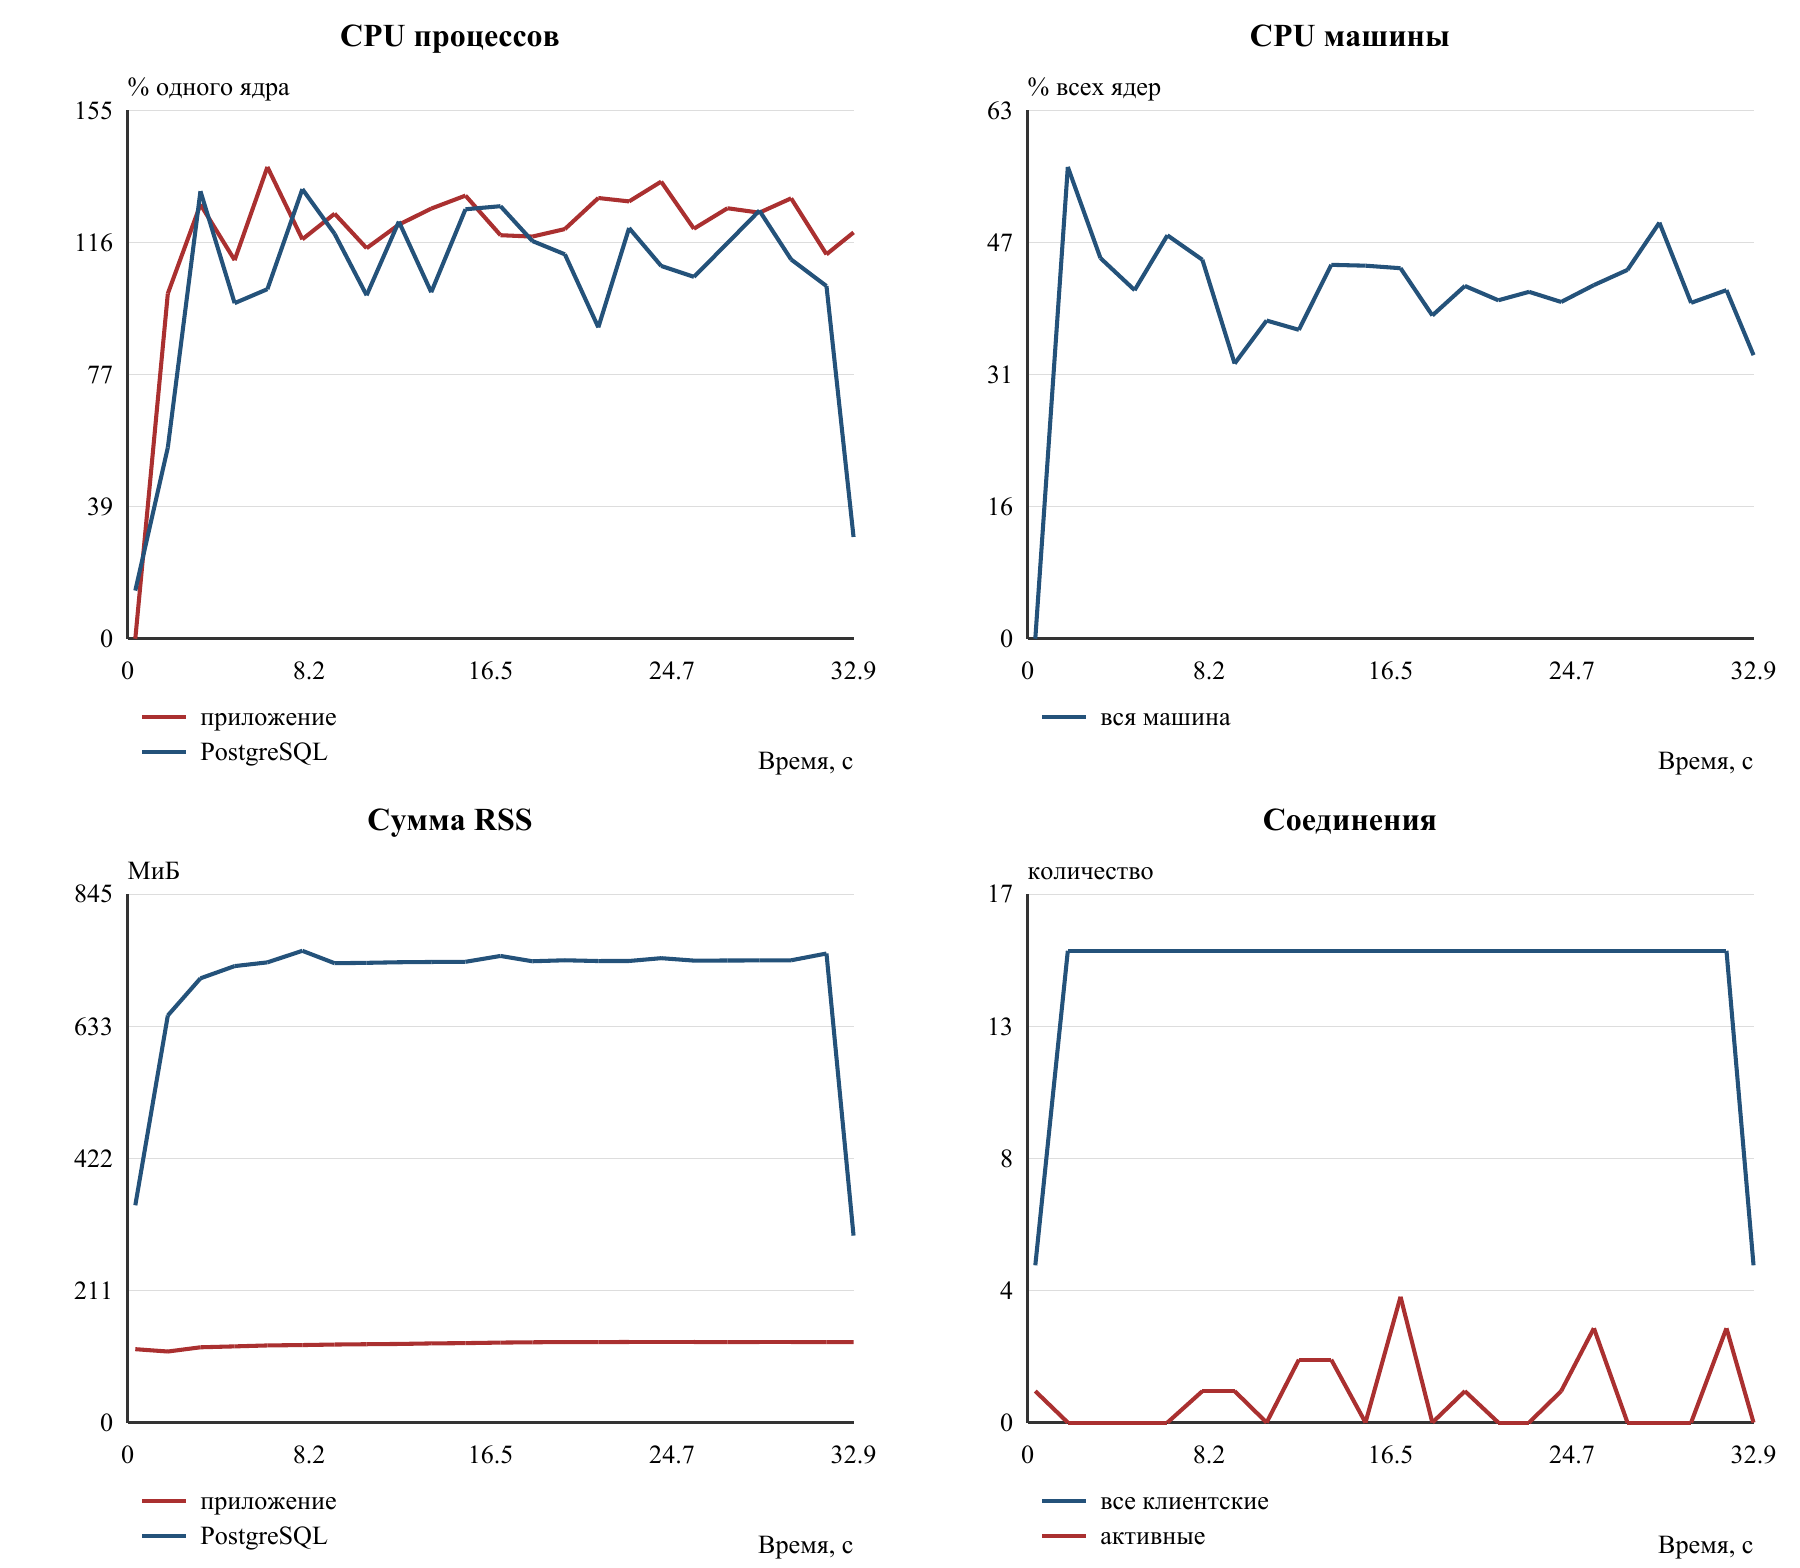 CPU процессов
% одного ядра
155
116
77
39
0
0 8.2 16.5 24.7 32.9
приложение
PostgreSQL
Время, с
CPU машины
% всех ядер
63
47
31
16
0
0 8.2 16.5 24.7 32.9
вся машина
Время, с
Сумма RSS
МиБ
845
633
422
211
0
0 8.2 16.5 24.7 32.9
приложение
PostgreSQL
Время, с
Соединения
количество
17
13
8
4
0
0 8.2 16.5 24.7 32.9
все клиентские
активные
Время, с